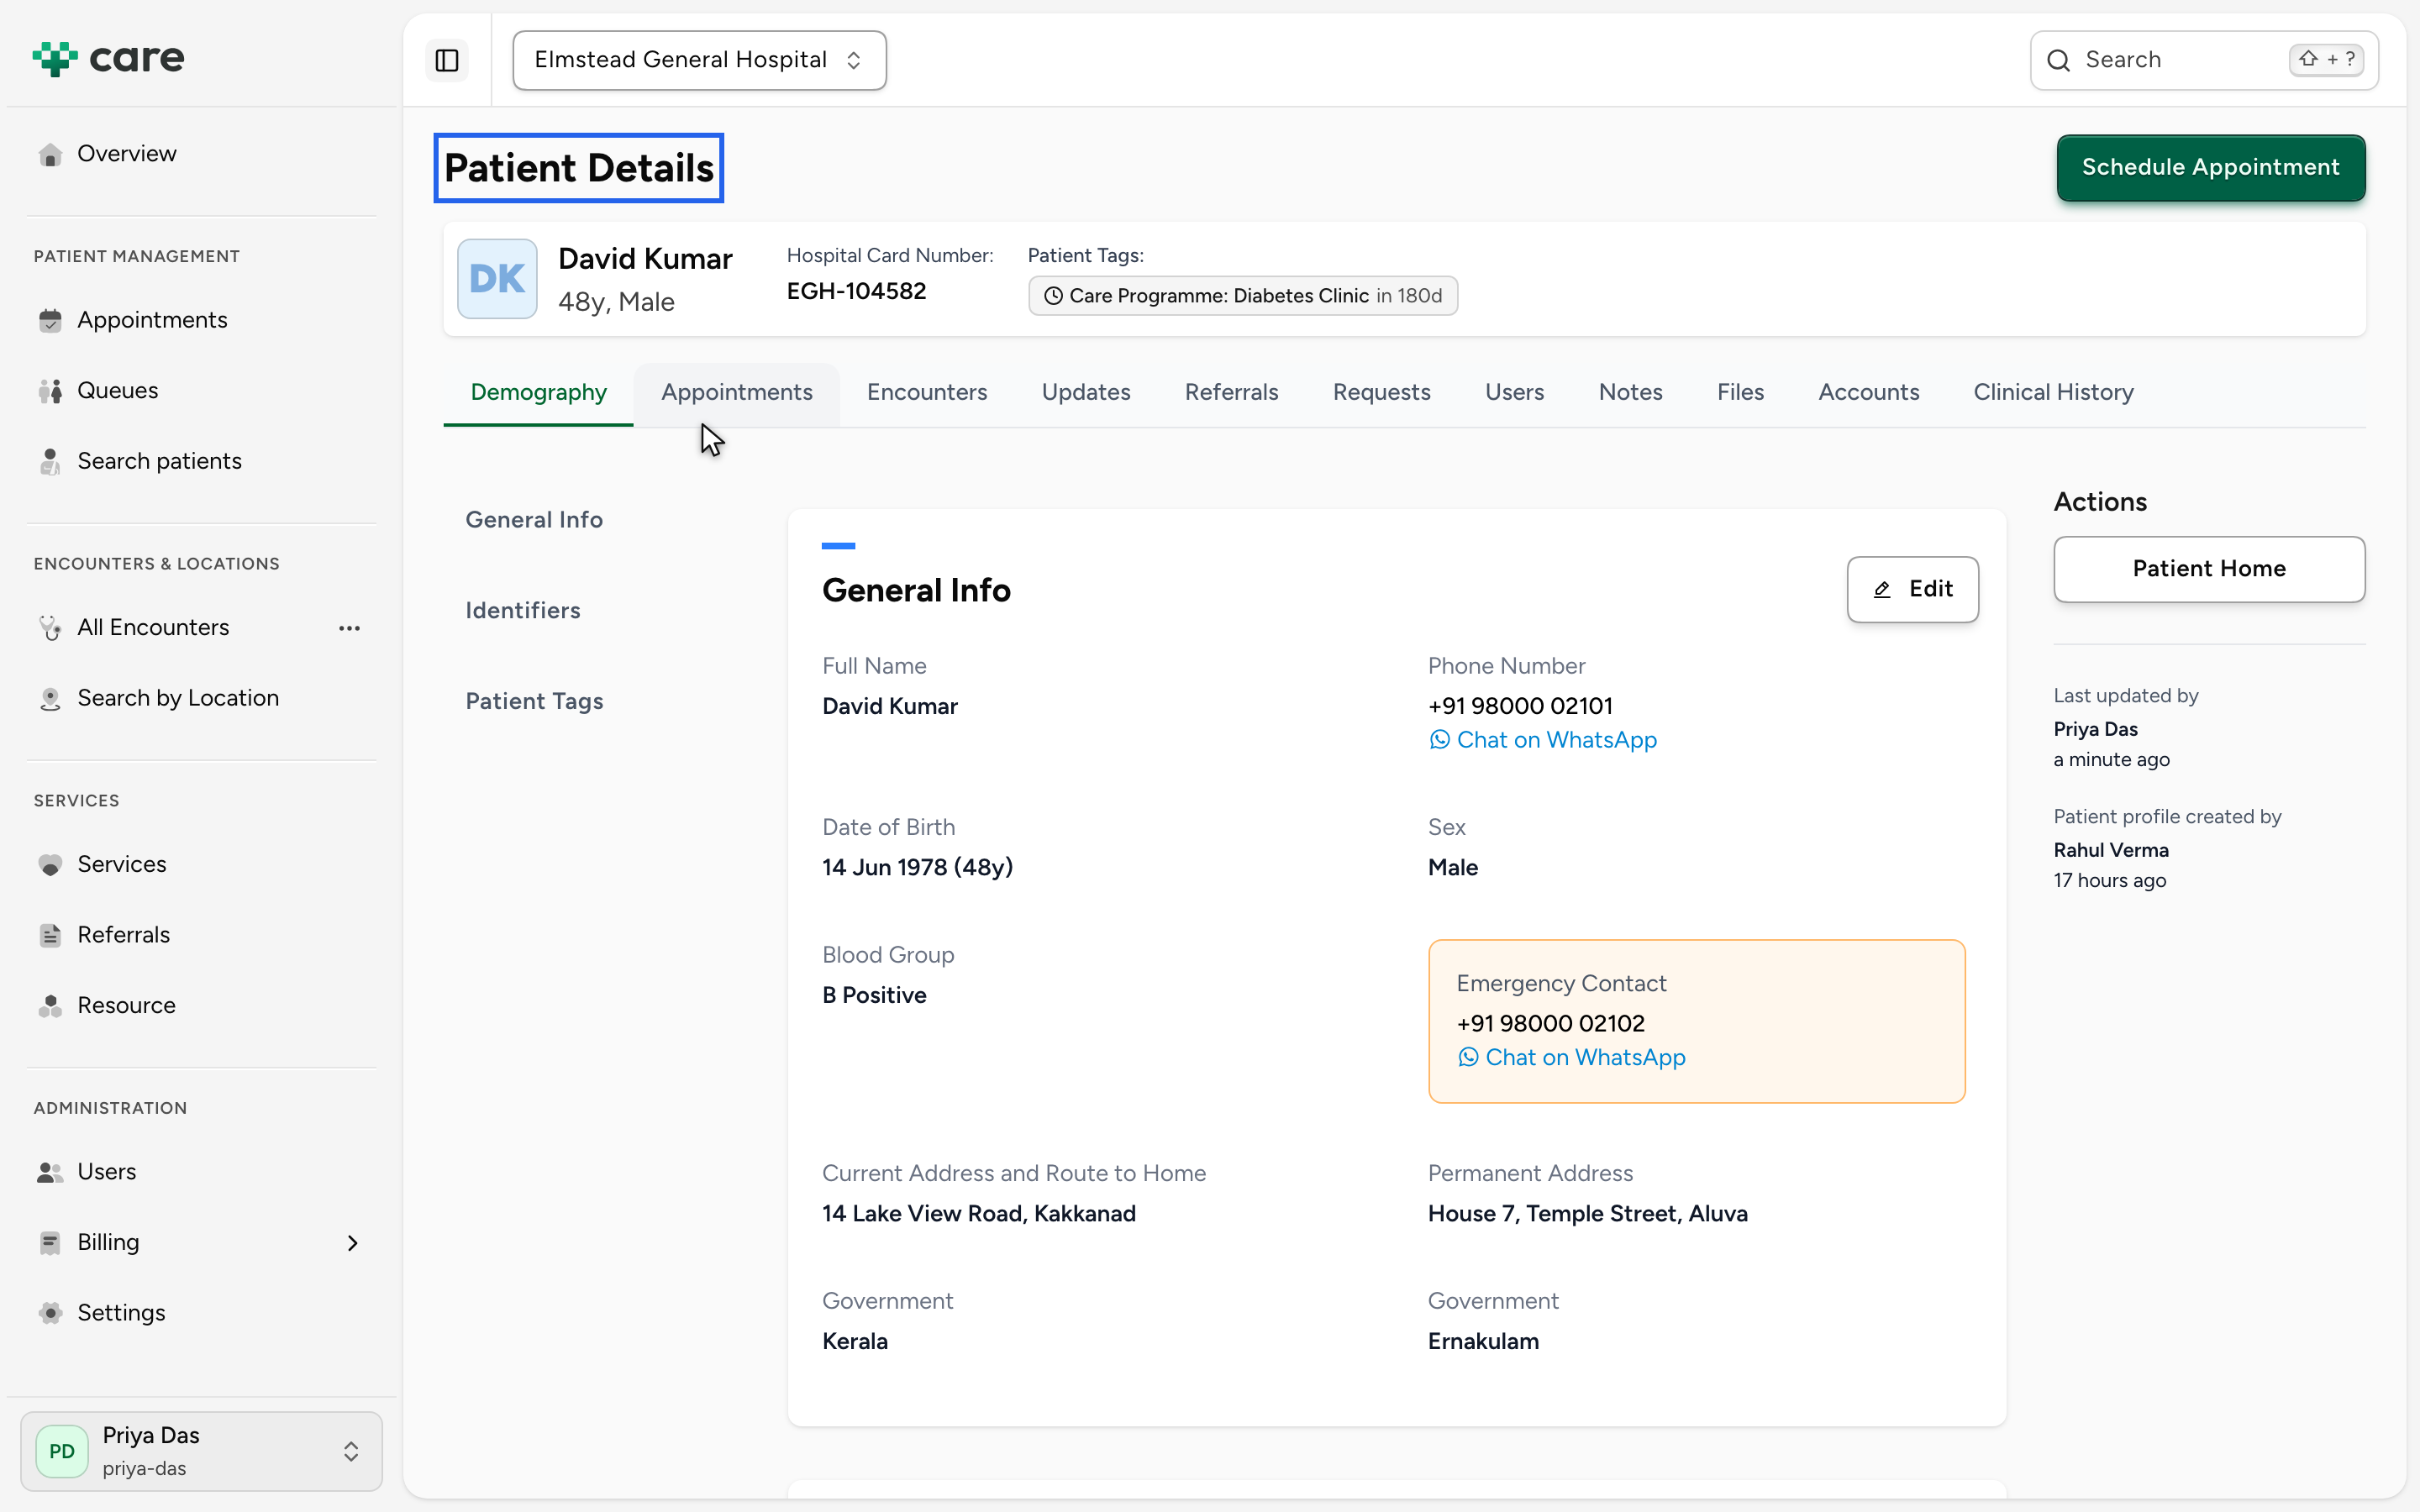 care
Elmstead General Hospital
Search
+ ?
Overview
PATIENT MANAGEMENT
Appointments
Queues
Search patients
ENCOUNTERS & LOCATIONS
All Encounters
Search by Location
SERVICES
Services
Referrals
Resource
ADMINISTRATION
Users
Billing
Settings
PD
Priya Das
priya-das
Patient Details
Schedule Appointment
DK
David Kumar
48y, Male
Hospital Card Number:
EGH-104582
Patient Tags:
Care Programme: Diabetes Clinic in 180d
Demography Appointments Encounters Updates Referrals Requests Users Notes Files Accounts Clinical History
General Info
Identifiers
Patient Tags
General Info
Edit
Full Name
David Kumar
Phone Number
+91 98000 02101
Chat on WhatsApp
Date of Birth
14 Jun 1978 (48y)
Sex
Male
Blood Group
B Positive
Emergency Contact
+91 98000 02102
Chat on WhatsApp
Current Address and Route to Home
14 Lake View Road, Kakkanad
Permanent Address
House 7, Temple Street, Aluva
Government
Kerala
Government
Ernakulam
Actions
Patient Home
Last updated by
Priya Das
a minute ago
Patient profile created by
Rahul Verma
17 hours ago